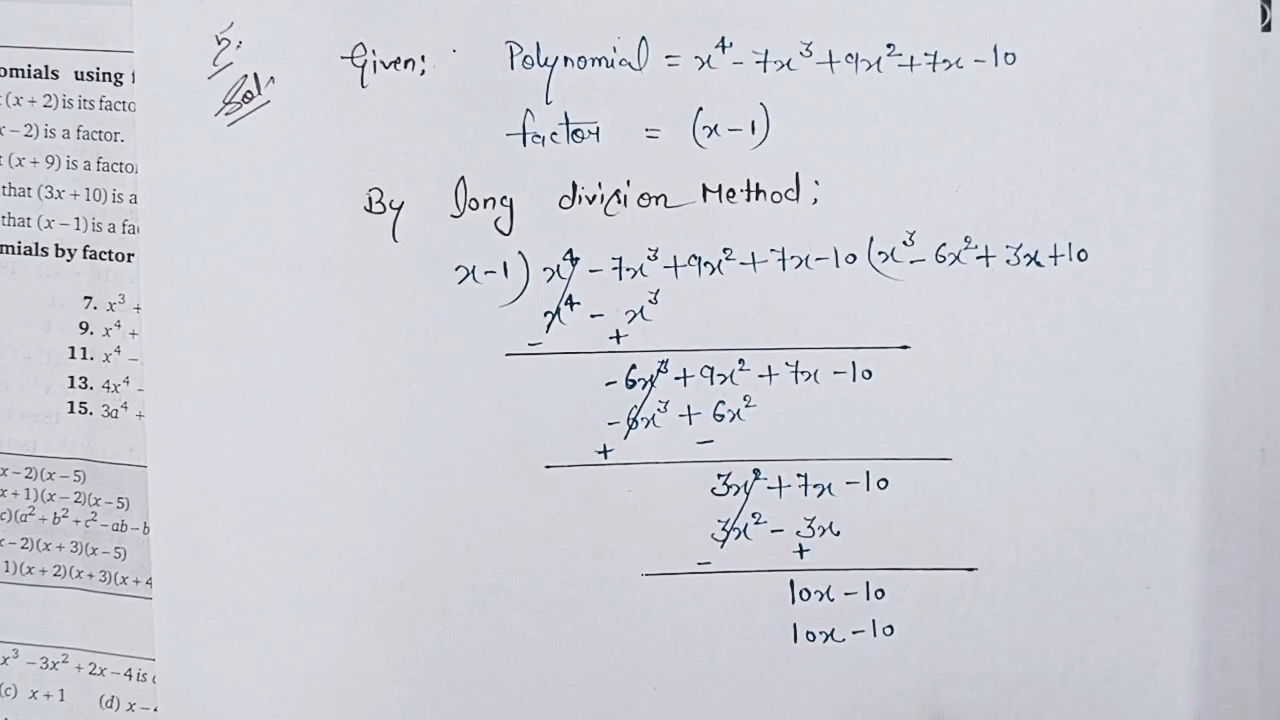 omials using f
(x + 2) is its facto
x – 2) is a factor.
(x + 9) is a facto
that (3x + 10) is a
that (x – 1) is a fa
mials by factor
7. x³ +
9. x⁴ +
11. x⁴ –
13. 4x⁴ –
15. 3a⁴ +
x – 2)(x – 5)
x + 1)(x – 2)(x – 5)
c)(a² + b² + c² – ab – b
x – 2)(x + 3)(x – 5)
1)(x + 2)(x + 3)(x + 4
x³ – 3x² + 2x – 4 is
(c) x + 1 (d) x –
5.
Sol.
Given: Polynomial = x⁴ - 7x³ + 9x² + 7x - 10
factor = (x - 1)
By long division Method:
x-1) x⁴ - 7x³ + 9x² + 7x - 10 (x³ - 6x² + 3x + 10
x⁴ - x³
- +
-6x³ + 9x² + 7x - 10
-6x³ + 6x²
+ -
3x² + 7x - 10
3x² - 3x
- +
10x - 10
10x - 10